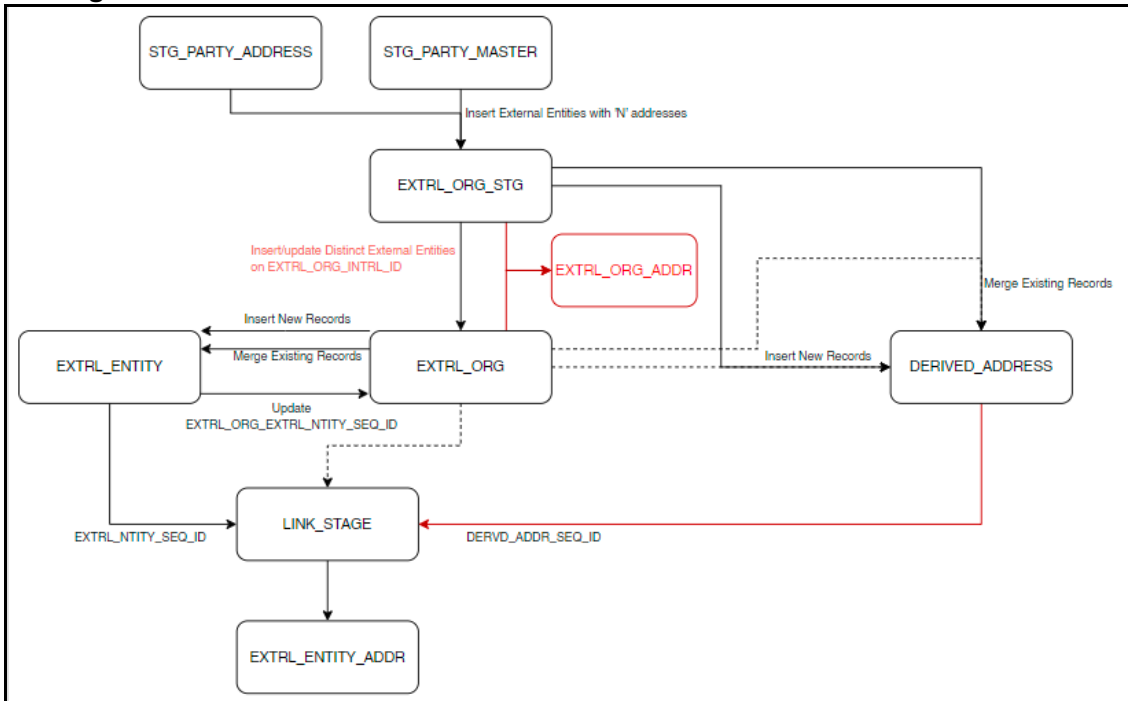 STG_PARTY_ADDRESS
STG_PARTY_MASTER
Insert External Entities with 'N' addresses
EXTRL_ORG_STG
Insert/update Distinct External Entities
on EXTRL_ORG_INTRL_ID
EXTRL_ORG_ADDR
Merge Existing Records
Insert New Records
Merge Existing Records
Insert New Records
EXTRL_ENTITY
EXTRL_ORG
DERIVED_ADDRESS
Update
EXTRL_ORG_EXTRL_NTITY_SEQ_ID
LINK_STAGE
EXTRL_NTITY_SEQ_ID
DERVD_ADDR_SEQ_ID
EXTRL_ENTITY_ADDR